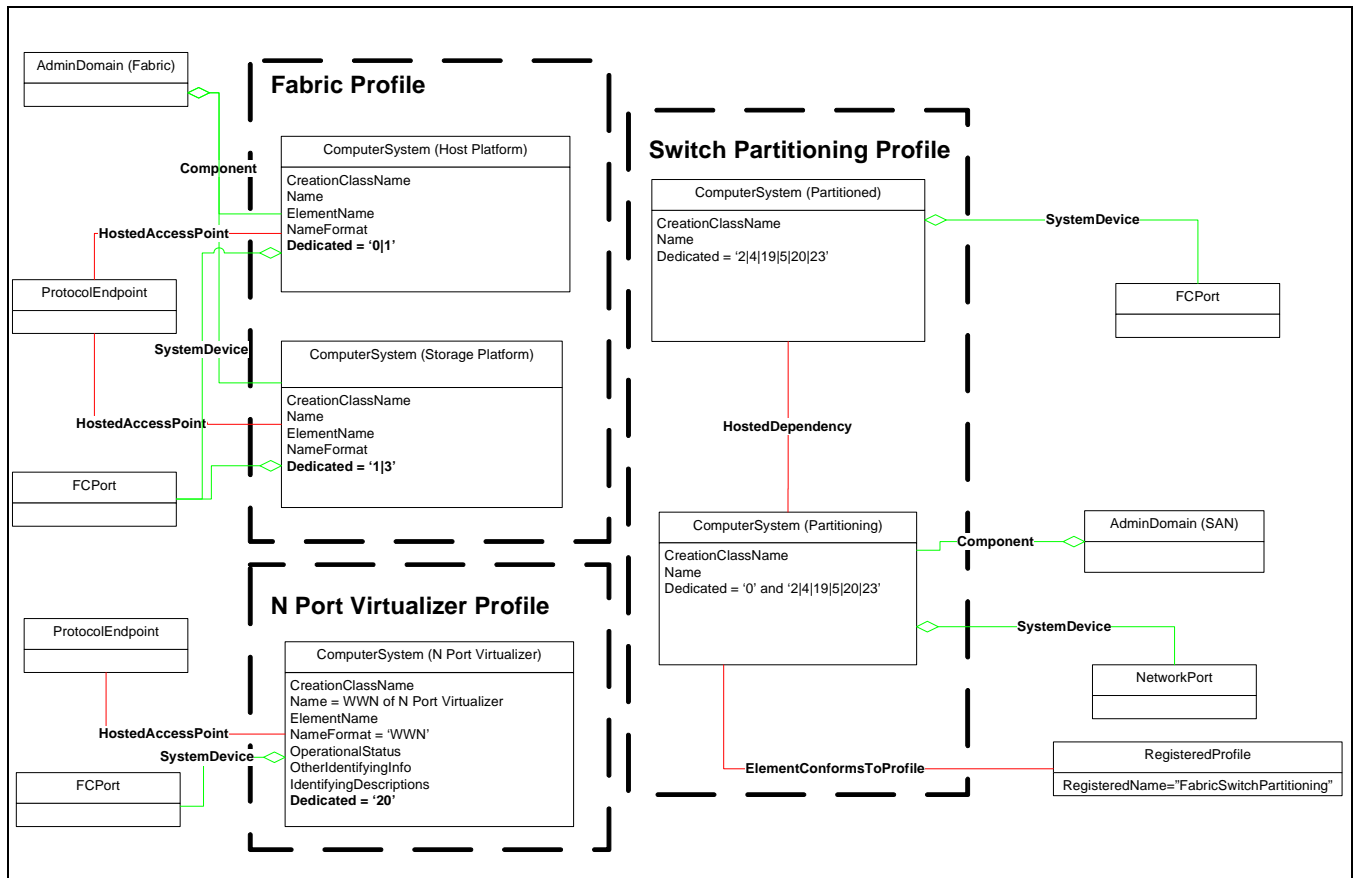 AdminDomain (Fabric)
Fabric Profile
Component
ComputerSystem (Host Platform)
CreationClassName
Name
ElementName
NameFormat
Dedicated = ‘0|1’
HostedAccessPoint
ProtocolEndpoint
SystemDevice
ComputerSystem (Storage Platform)
CreationClassName
Name
ElementName
NameFormat
Dedicated = ‘1|3’
HostedAccessPoint
FCPort
N Port Virtualizer Profile
ProtocolEndpoint
ComputerSystem (N Port Virtualizer)
CreationClassName
Name = WWN of N Port Virtualizer
ElementName
NameFormat = ‘WWN’
OperationalStatus
OtherIdentifyingInfo
IdentifyingDescriptions
Dedicated = ‘20’
HostedAccessPoint
SystemDevice
FCPort
Switch Partitioning Profile
ComputerSystem (Partitioned)
CreationClassName
Name
Dedicated = ‘2|4|19|5|20|23’
SystemDevice
FCPort
HostedDependency
ComputerSystem (Partitioning)
CreationClassName
Name
Dedicated = ‘0’ and ‘2|4|19|5|20|23’
Component
AdminDomain (SAN)
SystemDevice
NetworkPort
ElementConformsToProfile
RegisteredProfile
RegisteredName=”FabricSwitchPartitioning”